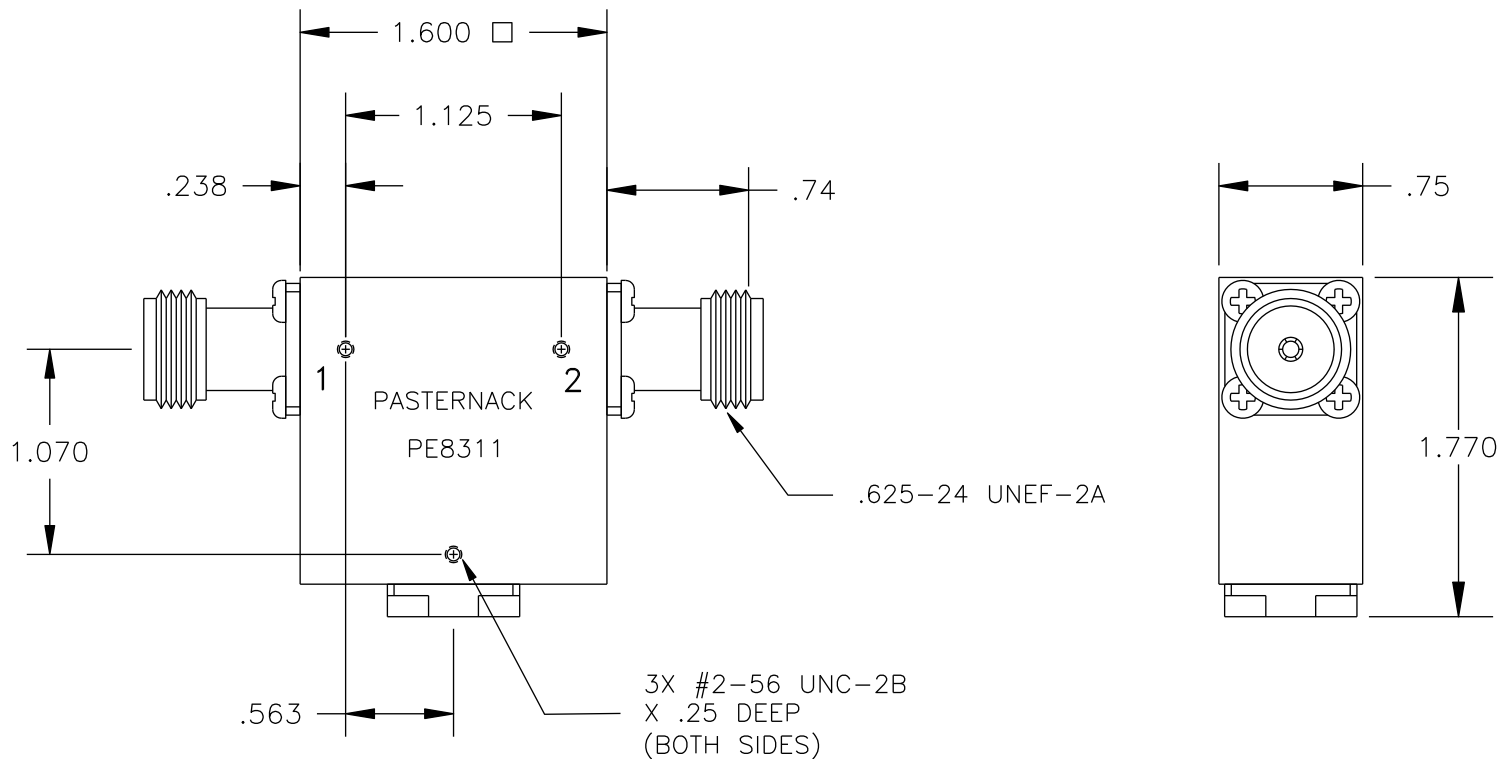 1.600 □
1.125
.238
.74
.75
1
2
PASTERNACK
PE8311
1.070
1.770
.625-24 UNEF-2A
3X #2-56 UNC-2B
X .25 DEEP
(BOTH SIDES)
.563